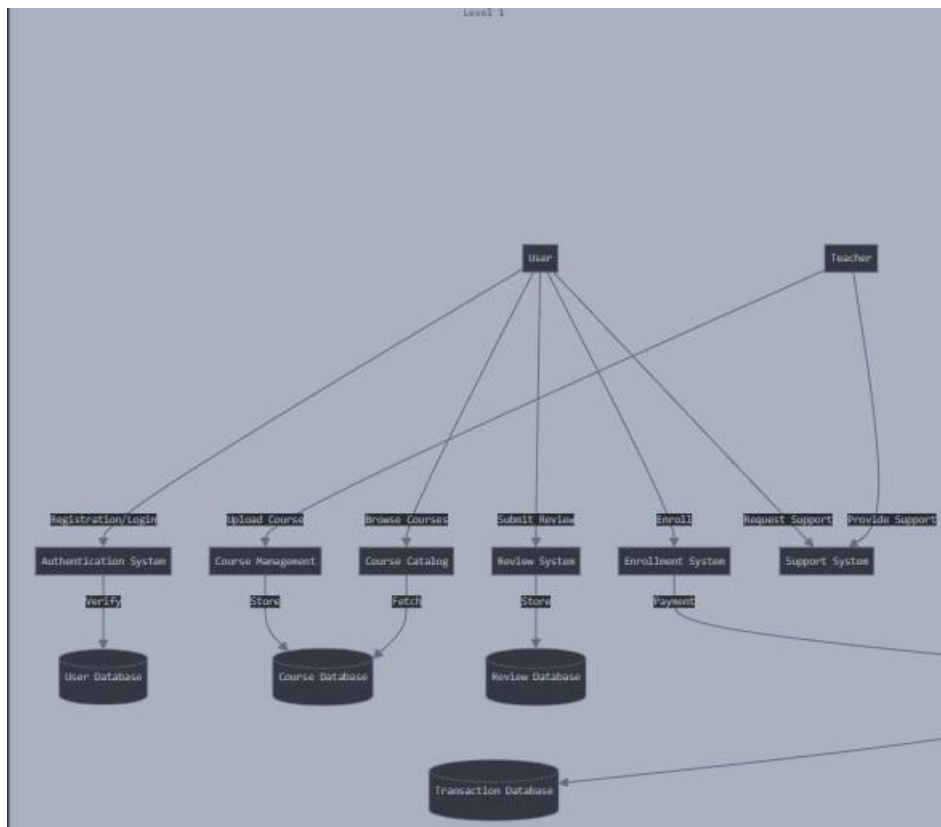 Level 1
User
Teacher
Registration/Login
Upload Course
Browse Courses
Submit Review
Enroll
Request Support
Provide Support
Authentication System
Course Management
Course Catalog
Review System
Enrollment System
Support System
Verify
Store
Fetch
Store
Payment
User Database
Course Database
Review Database
Transaction Database